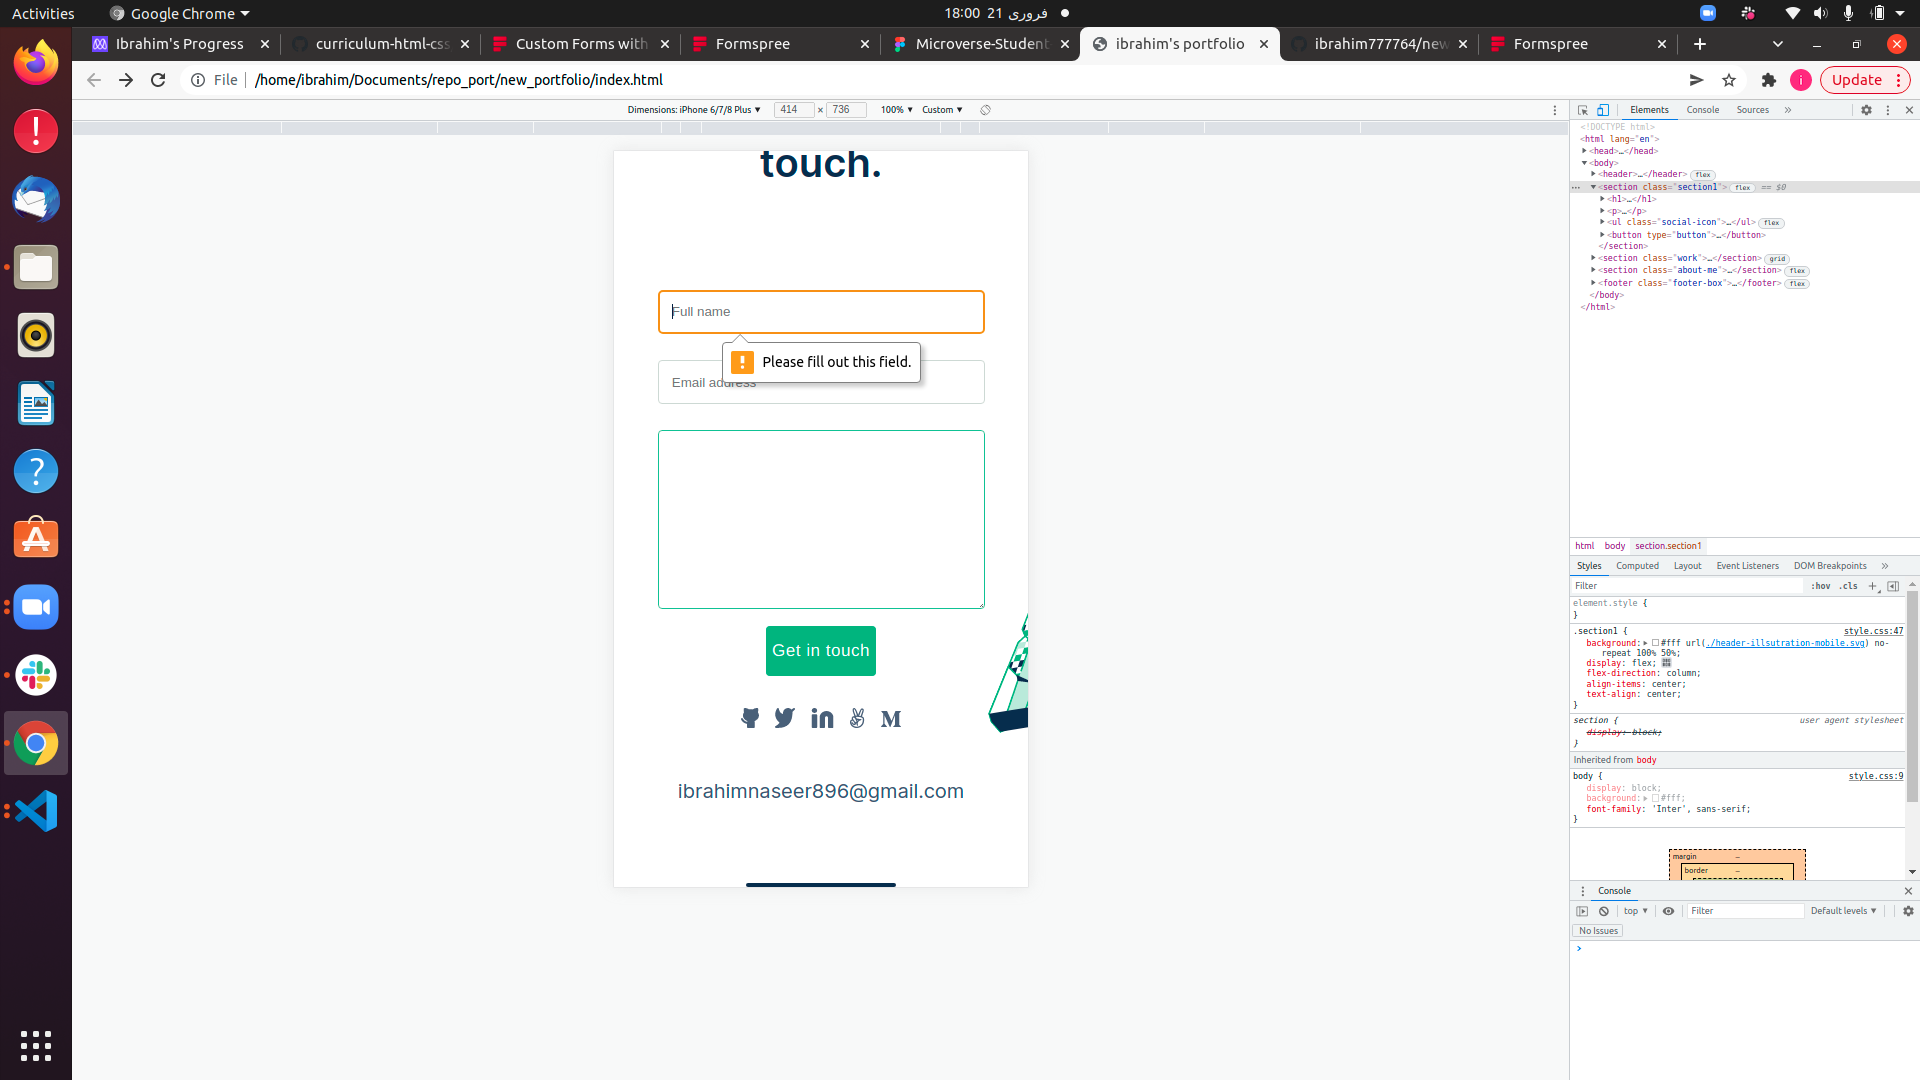 Activities
Google Chrome
18:00 21 فروری
Ibrahim's Progress
curriculum-html-css
Custom Forms with
Formspree
Microverse-Student
ibrahim's portfolio
ibrahim777764/new
Formspree
File
/home/ibrahim/Documents/repo_port/new_portfolio/index.html
i
Update
Dimensions: iPhone 6/7/8 Plus
414 × 736
100%
Custom
touch.
Full name
Please fill out this field.
Email address
Get in touch
ibrahimnaseer896@gmail.com
Elements
Console
Sources
»
<!DOCTYPE html>
<html lang="en">
<head>…</head>
<body>
<header>…</header> flex
<section class="section1"> flex == $0
<h1>…</h1>
<p>…</p>
<ul class="social-icon">…</ul> flex
<button type="button">…</button>
</section>
<section class="work">…</section> grid
<section class="about-me">…</section> flex
<footer class="footer-box">…</footer> flex
</body>
</html>
html body section.section1
Styles Computed Layout Event Listeners DOM Breakpoints »
Filter :hov .cls +
element.style {
}
.section1 { style.css:47
background: #fff url(./header-illsutration-mobile.svg) no-
repeat 100% 50%;
display: flex;
flex-direction: column;
align-items: center;
text-align: center;
}
section { user agent stylesheet
display: block;
}
Inherited from body
body { style.css:9
display: block;
background: #fff;
font-family: 'Inter', sans-serif;
}
margin –
border –
Console
top Filter Default levels
No Issues